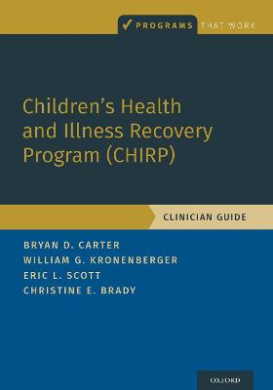 ✓ PROGRAMS THAT WORK
Children's Health
and Illness Recovery
Program (CHIRP)
CLINICIAN GUIDE
BRYAN D. CARTER
WILLIAM G. KRONENBERGER
ERIC L. SCOTT
CHRISTINE E. BRADY
OXFORD